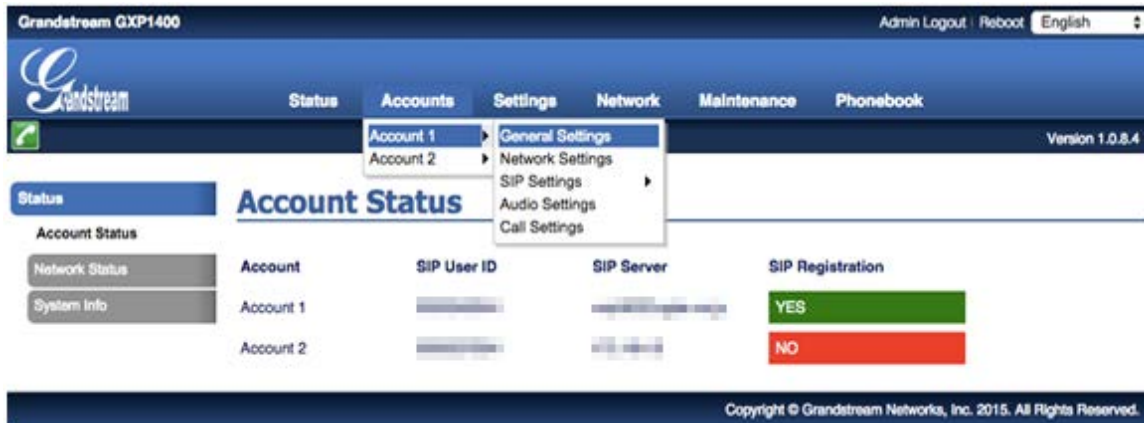 Grandstream GXP1400
Admin Logout | Reboot English
Grandstream
Status Accounts Settings Network Maintenance Phonebook
Account 1 General Settings
Version 1.0.8.4
Account 2 Network Settings
SIP Settings
Audio Settings
Call Settings
Status
Account Status
Network Status
System Info
Account Status
Account SIP User ID SIP Server SIP Registration
Account 1 YES
Account 2 NO
Copyright © Grandstream Networks, Inc. 2015. All Rights Reserved.